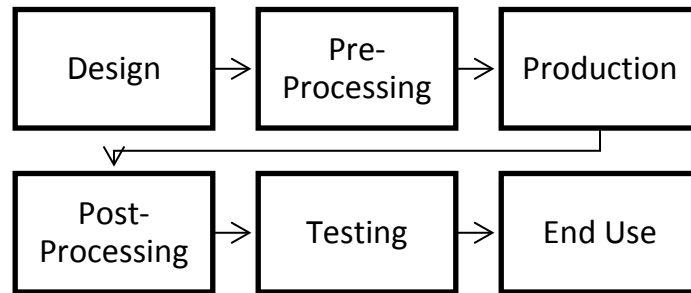 Design
Pre-
Processing
Production
Post-
Processing
Testing
End Use